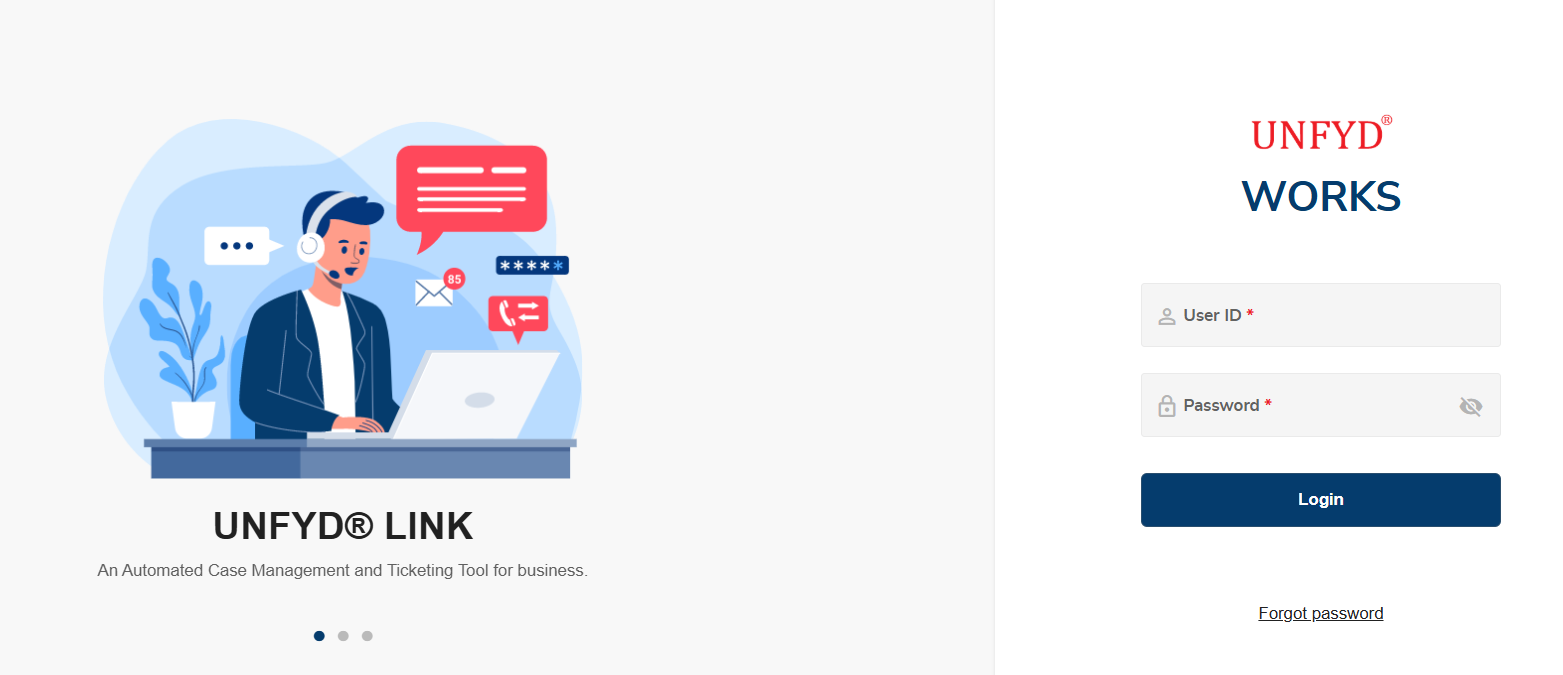 85
*****
UNFYD® LINK
An Automated Case Management and Ticketing Tool for business.
UNFYD®
WORKS
User ID *
Password *
Login
Forgot password